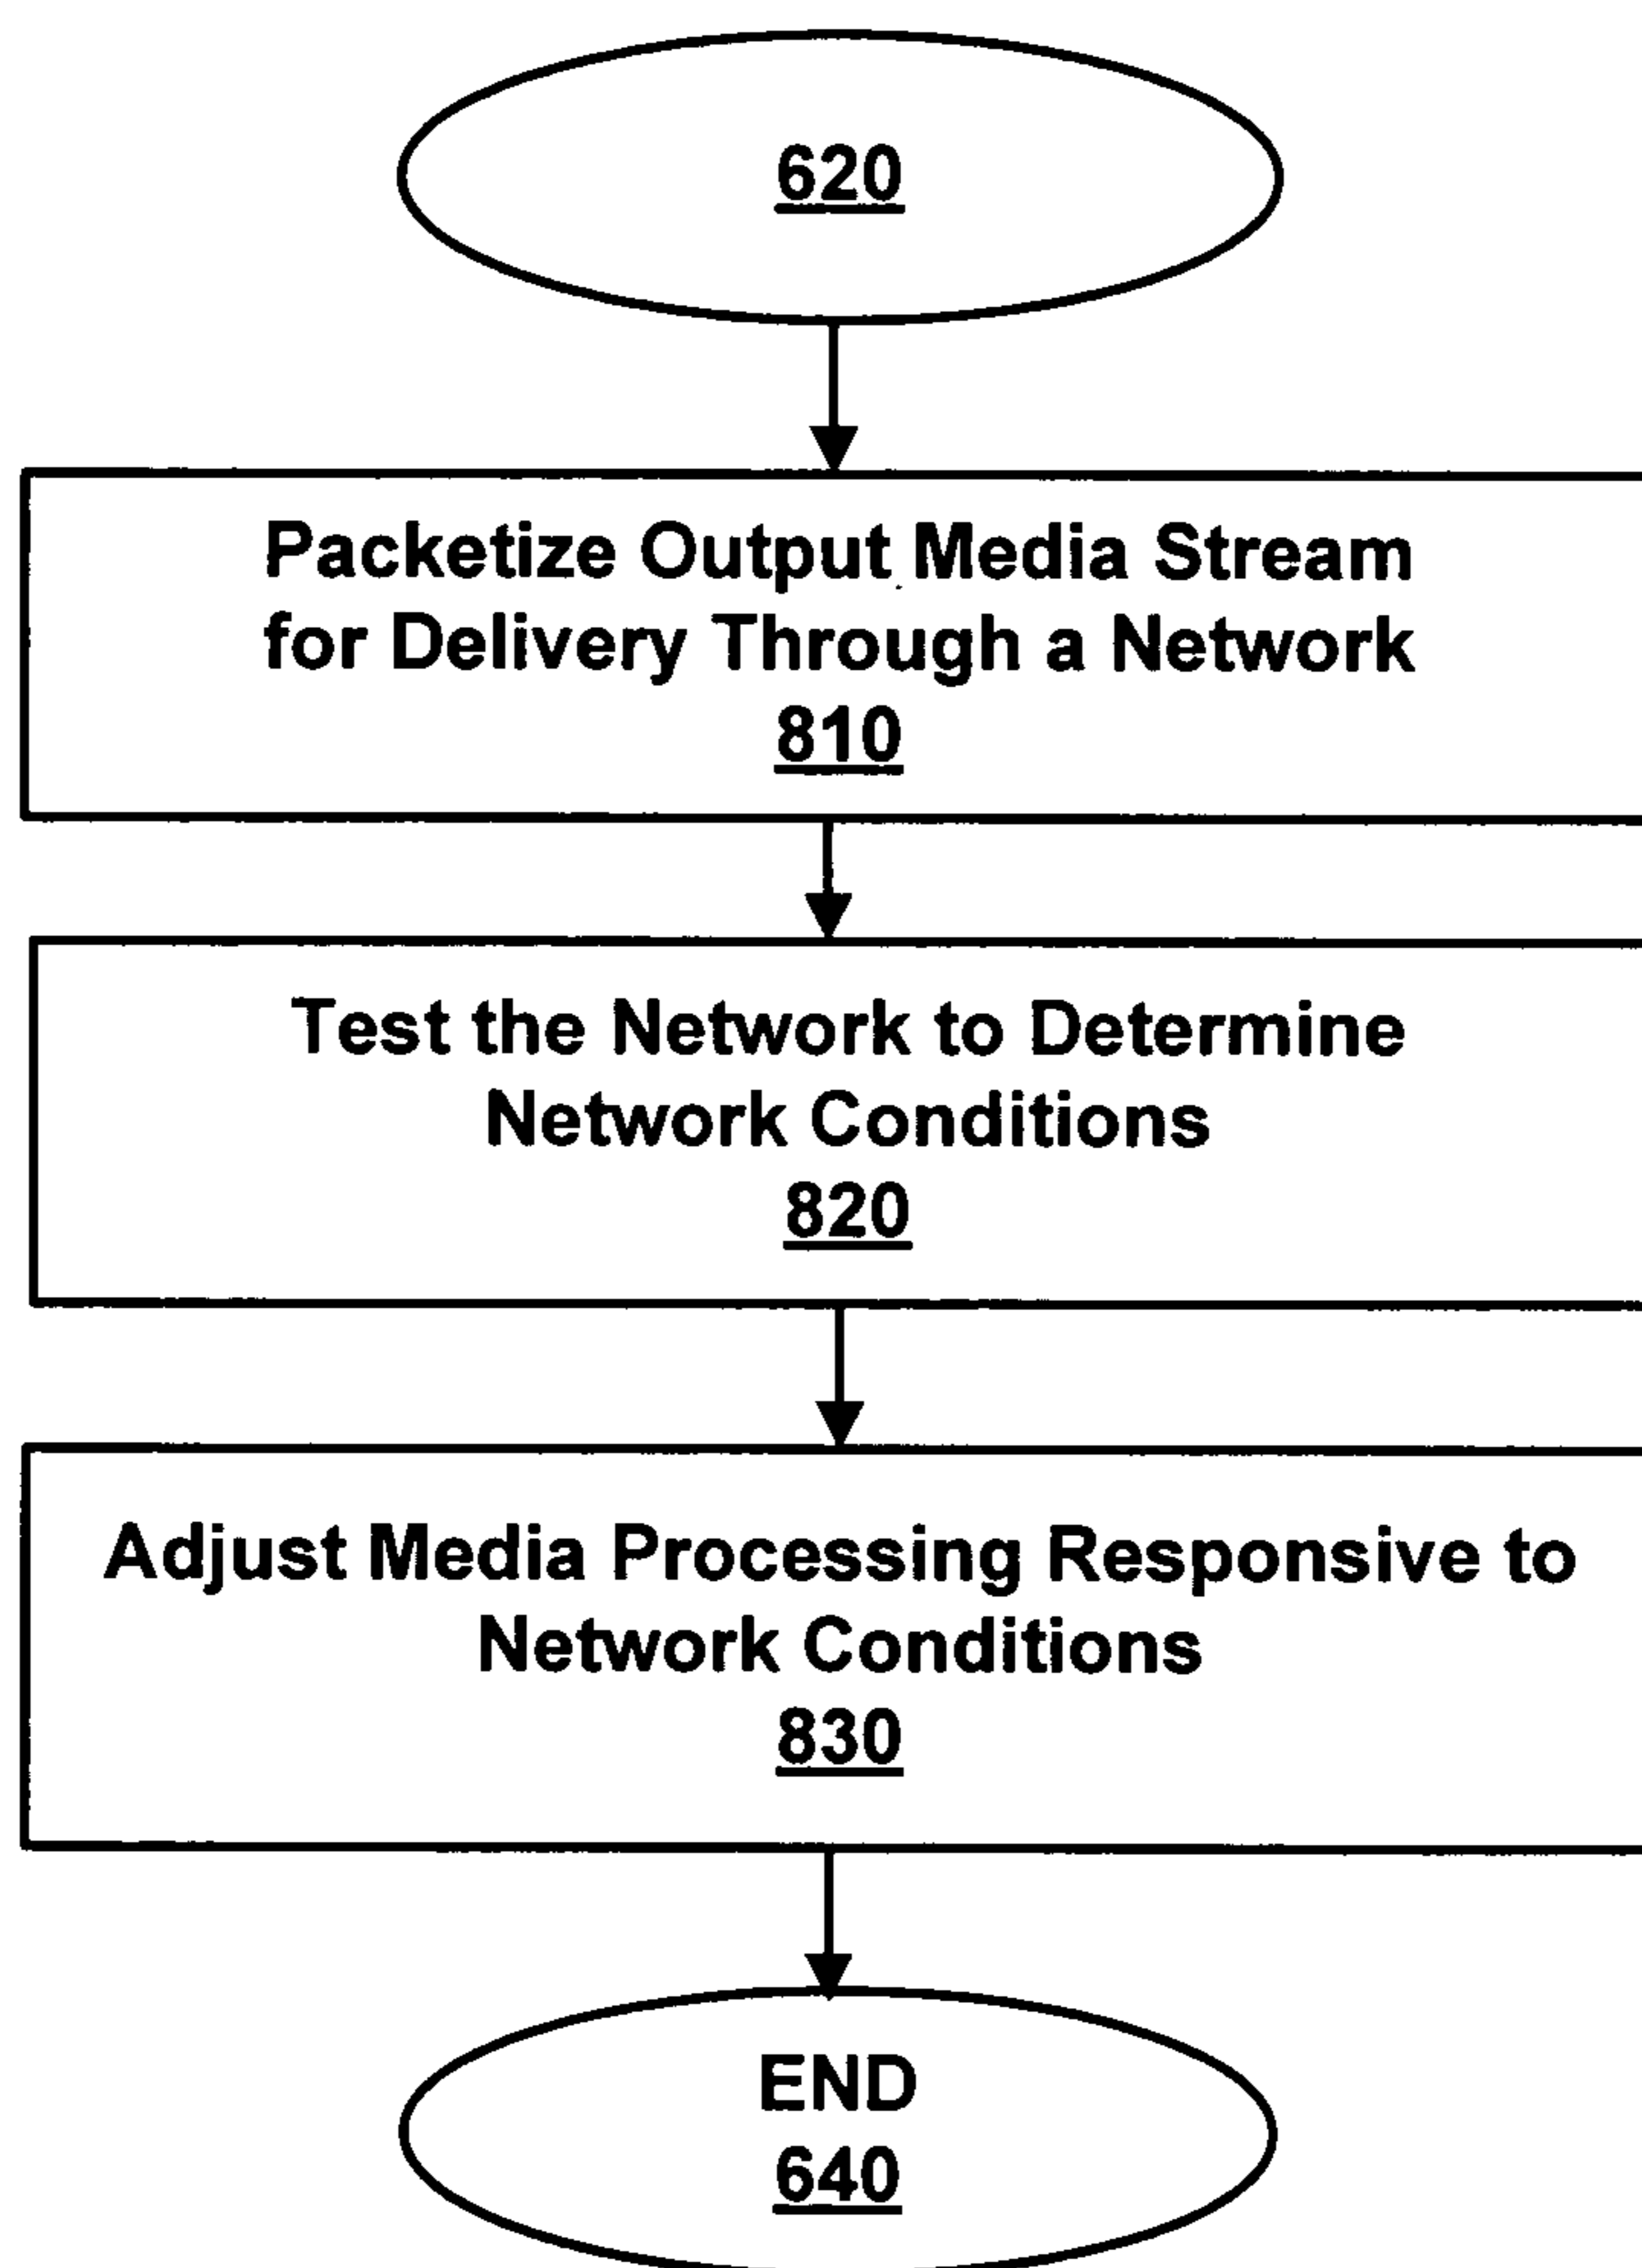 620
Packetize Output Media Stream
for Delivery Through a Network
810
Test the Network to Determine
Network Conditions
820
Adjust Media Processing Responsive to
Network Conditions
830
END
640